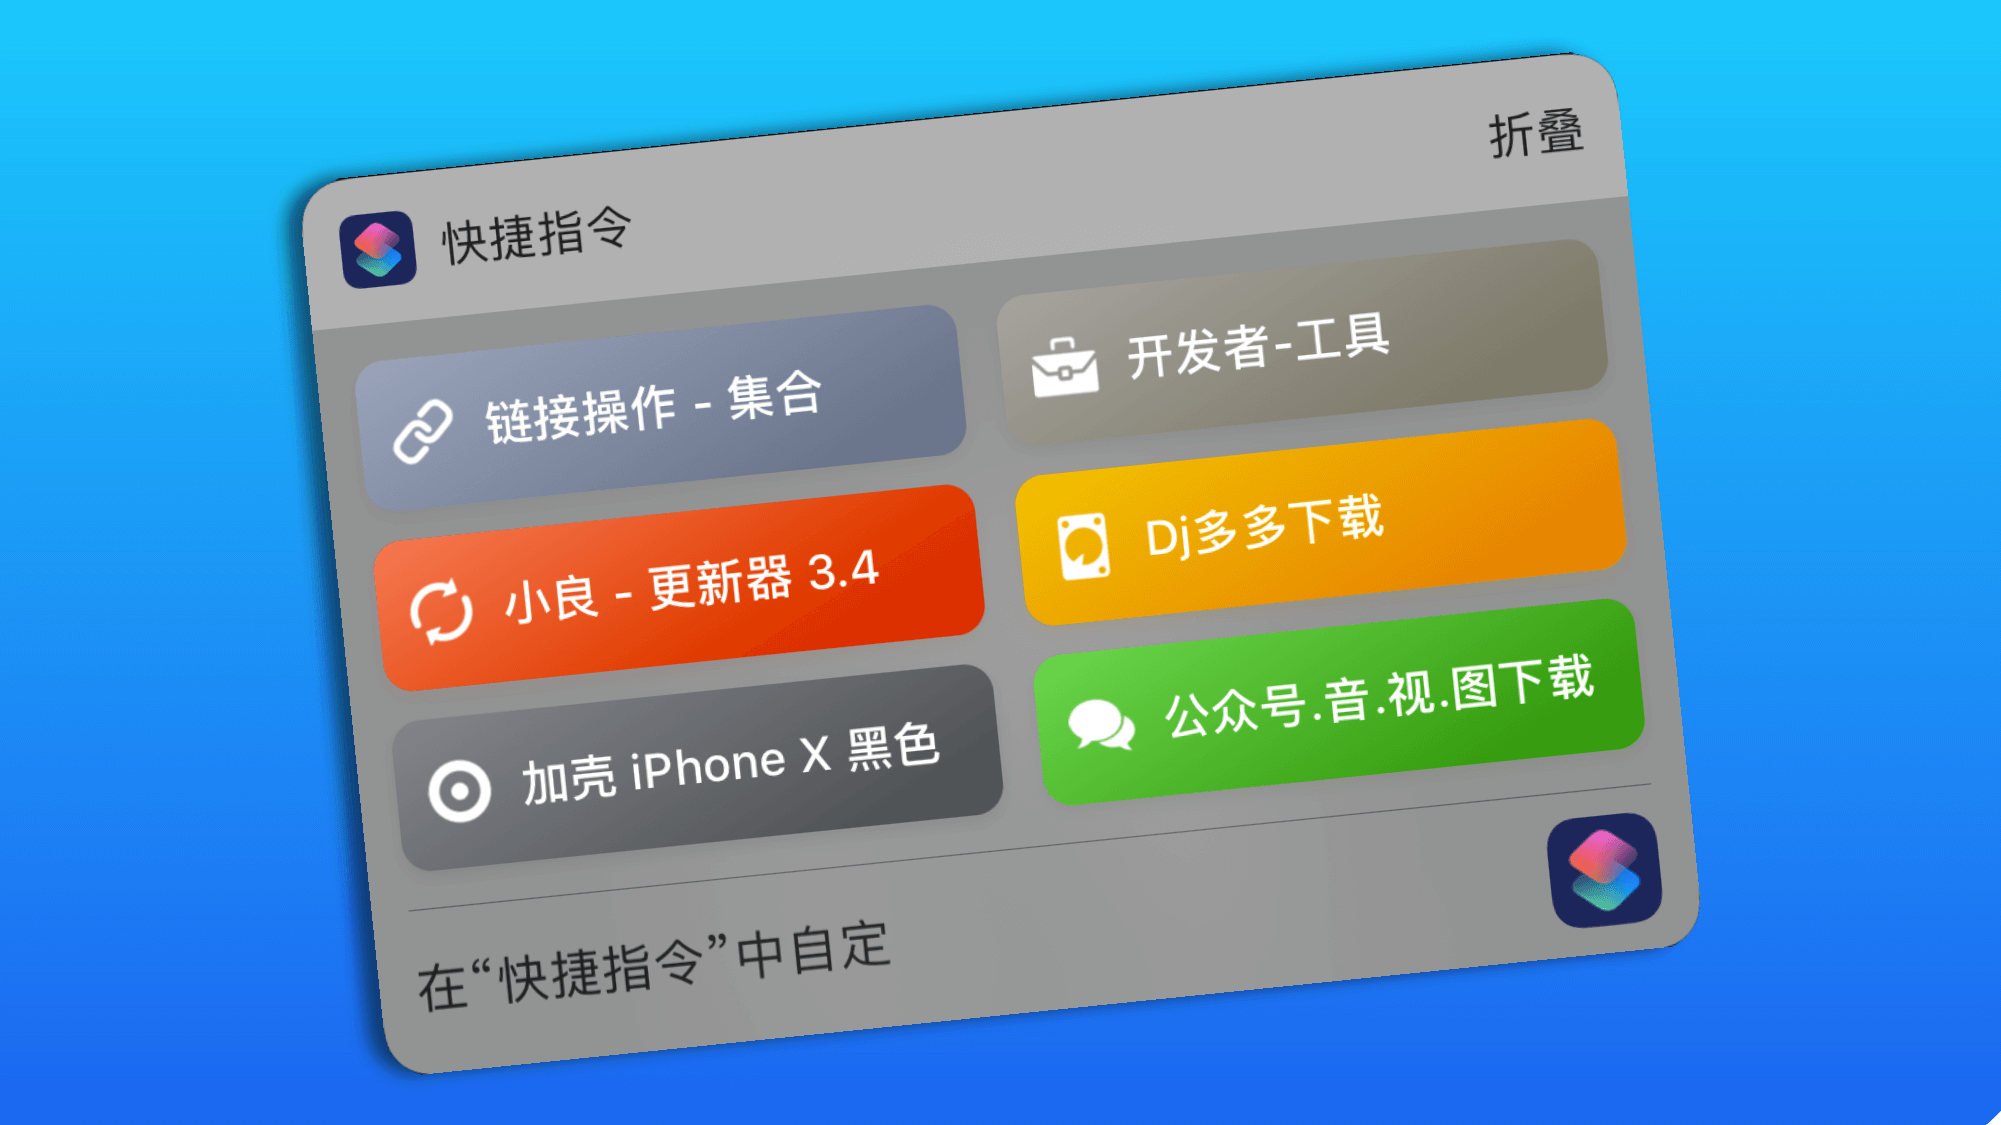 快捷指令
折叠
链接操作 - 集合
开发者-工具
小良 - 更新器 3.4
Dj多多下载
加壳 iPhone X 黑色
公众号.音.视.图下载
在“快捷指令”中自定